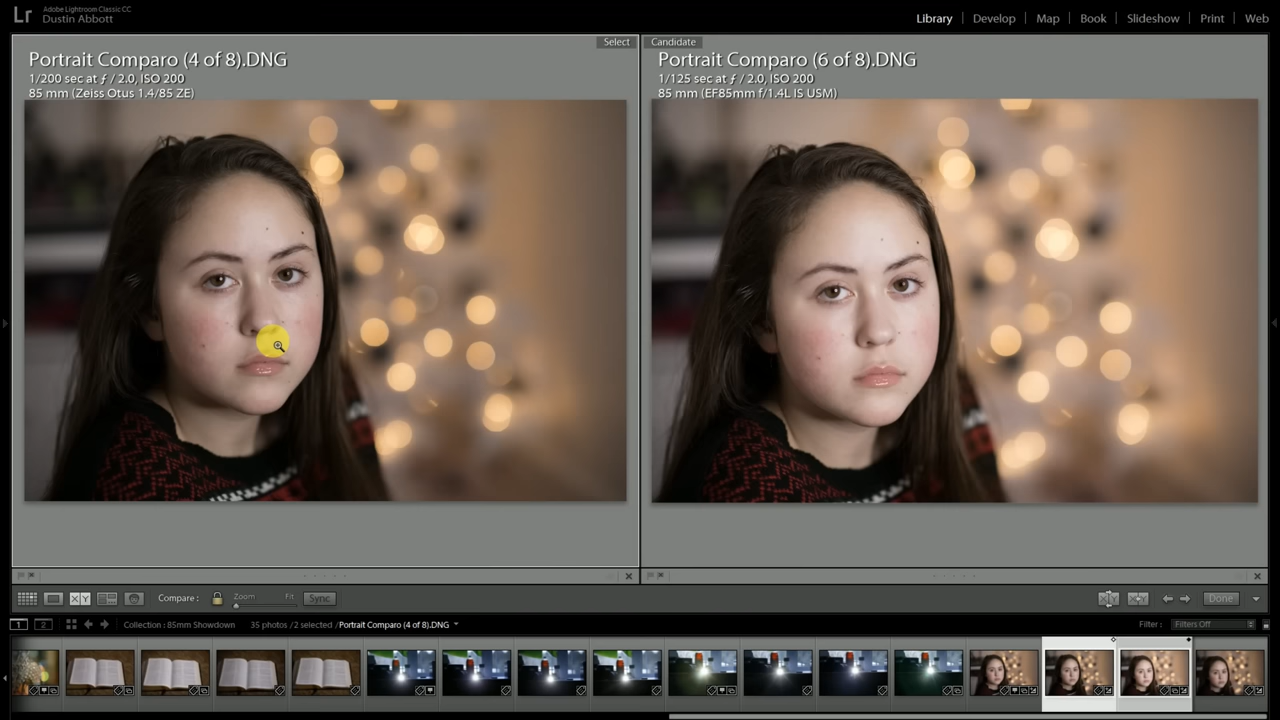 Lr
Adobe Lightroom Classic CC
Dustin Abbott
Library | Develop | Map | Book | Slideshow | Print | Web
Select
Candidate
Portrait Comparo (4 of 8).DNG
1/200 sec at ƒ / 2.0, ISO 200
85 mm (Zeiss Otus 1.4/85 ZE)
Portrait Comparo (6 of 8).DNG
1/125 sec at ƒ / 2.0, ISO 200
85 mm (EF85mm f/1.4L IS USM)
X Y
Compare :
Zoom
Fit
Sync
Done
1
2
Collection : 85mm Showdown
35 photos /2 selected /Portrait Comparo (4 of 8).DNG
Filter :
Filters Off